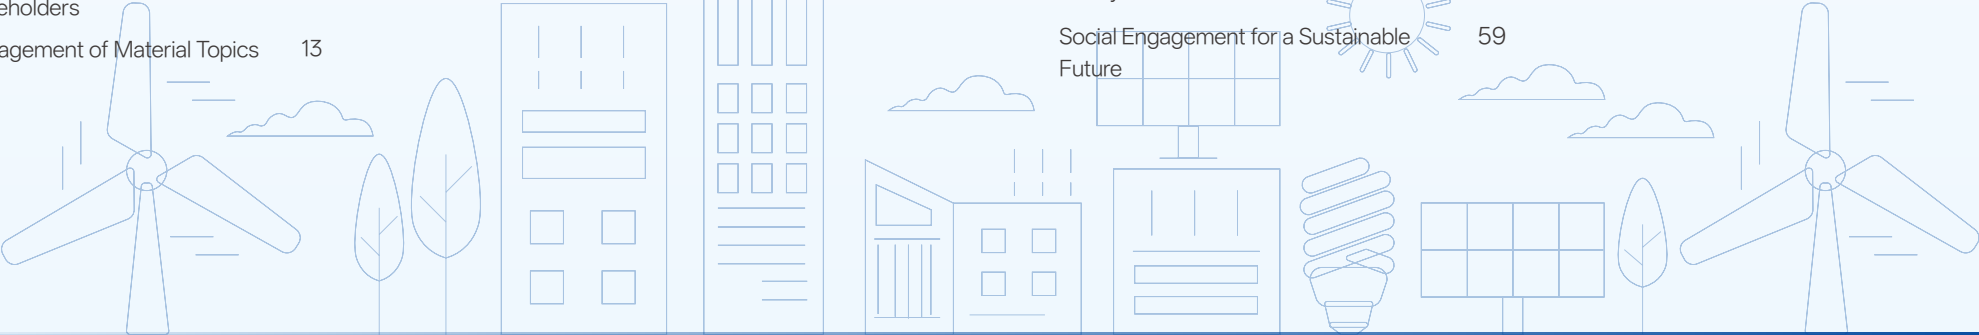 eholders
agement of Material Topics 13
Social Engagement for a Sustainable 59
Future